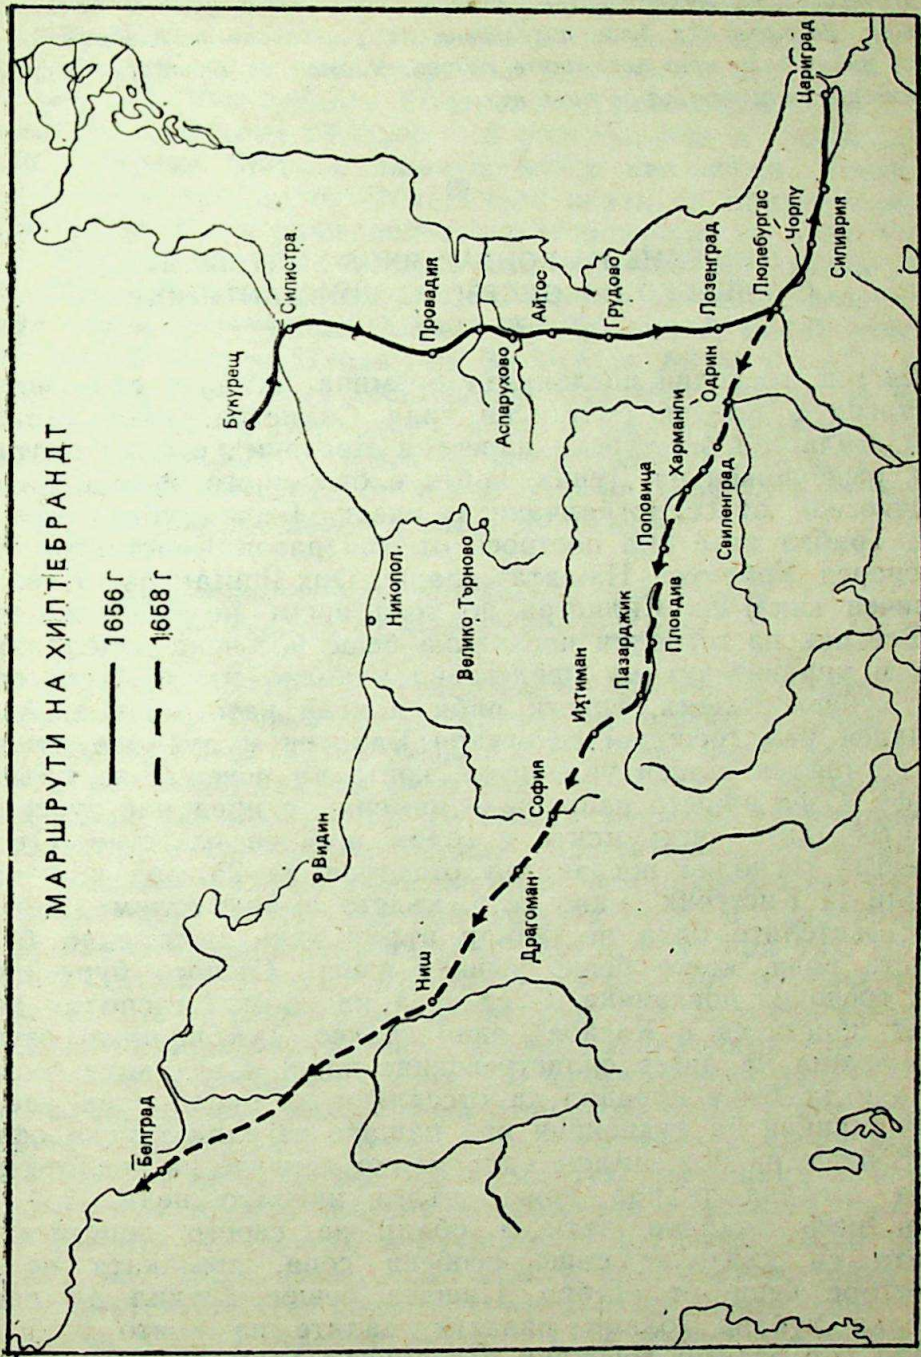 МАРШРУТИ НА ХИЛТЕБРАНДТ
1656 г
1658 г
Белград
Ниш
Видин
Драгоман
София
Ихтиман
Пазарджик
Пловдив
Поповица
Харманли
Свиленград
Одрин
Никопол
Велико Търново
Букурещ
Силистра
Провадия
Аспарухово
Айтос
Грудово
Лозенград
Люлебургас
Чорлу
Силиврия
Цариград